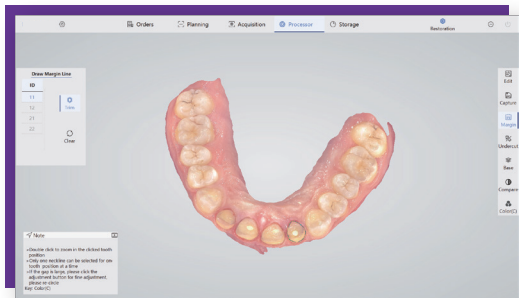 Orders
Planning
Acquisition
Processor
Storage
Restoration
Draw Margin Line
ID
11
12
21
22
Clear
Edit
Capture
Margin
Undercut
Base
Compare
Color(C)
Note
•Double click to zoom in the clicked tooth
position
•Only one neckline can be selected for one
tooth position at a time
•If the gap is large, please click the
adjustment button for fine adjustment,
please re-circle
Key: Color(C)